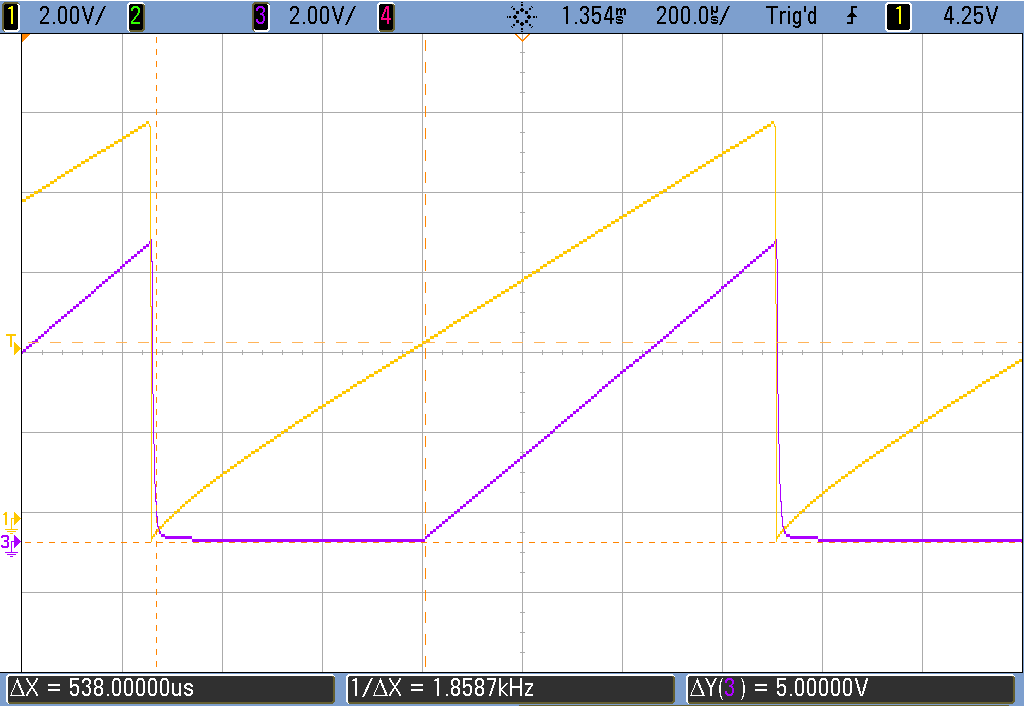 1 2.00V/ 2 3 2.00V/ 4 1.354ms 200.0us/ Trig'd 1 4.25V
T
1
3
ΔX = 538.00000us 1/ΔX = 1.8587kHz ΔY(3) = 5.00000V